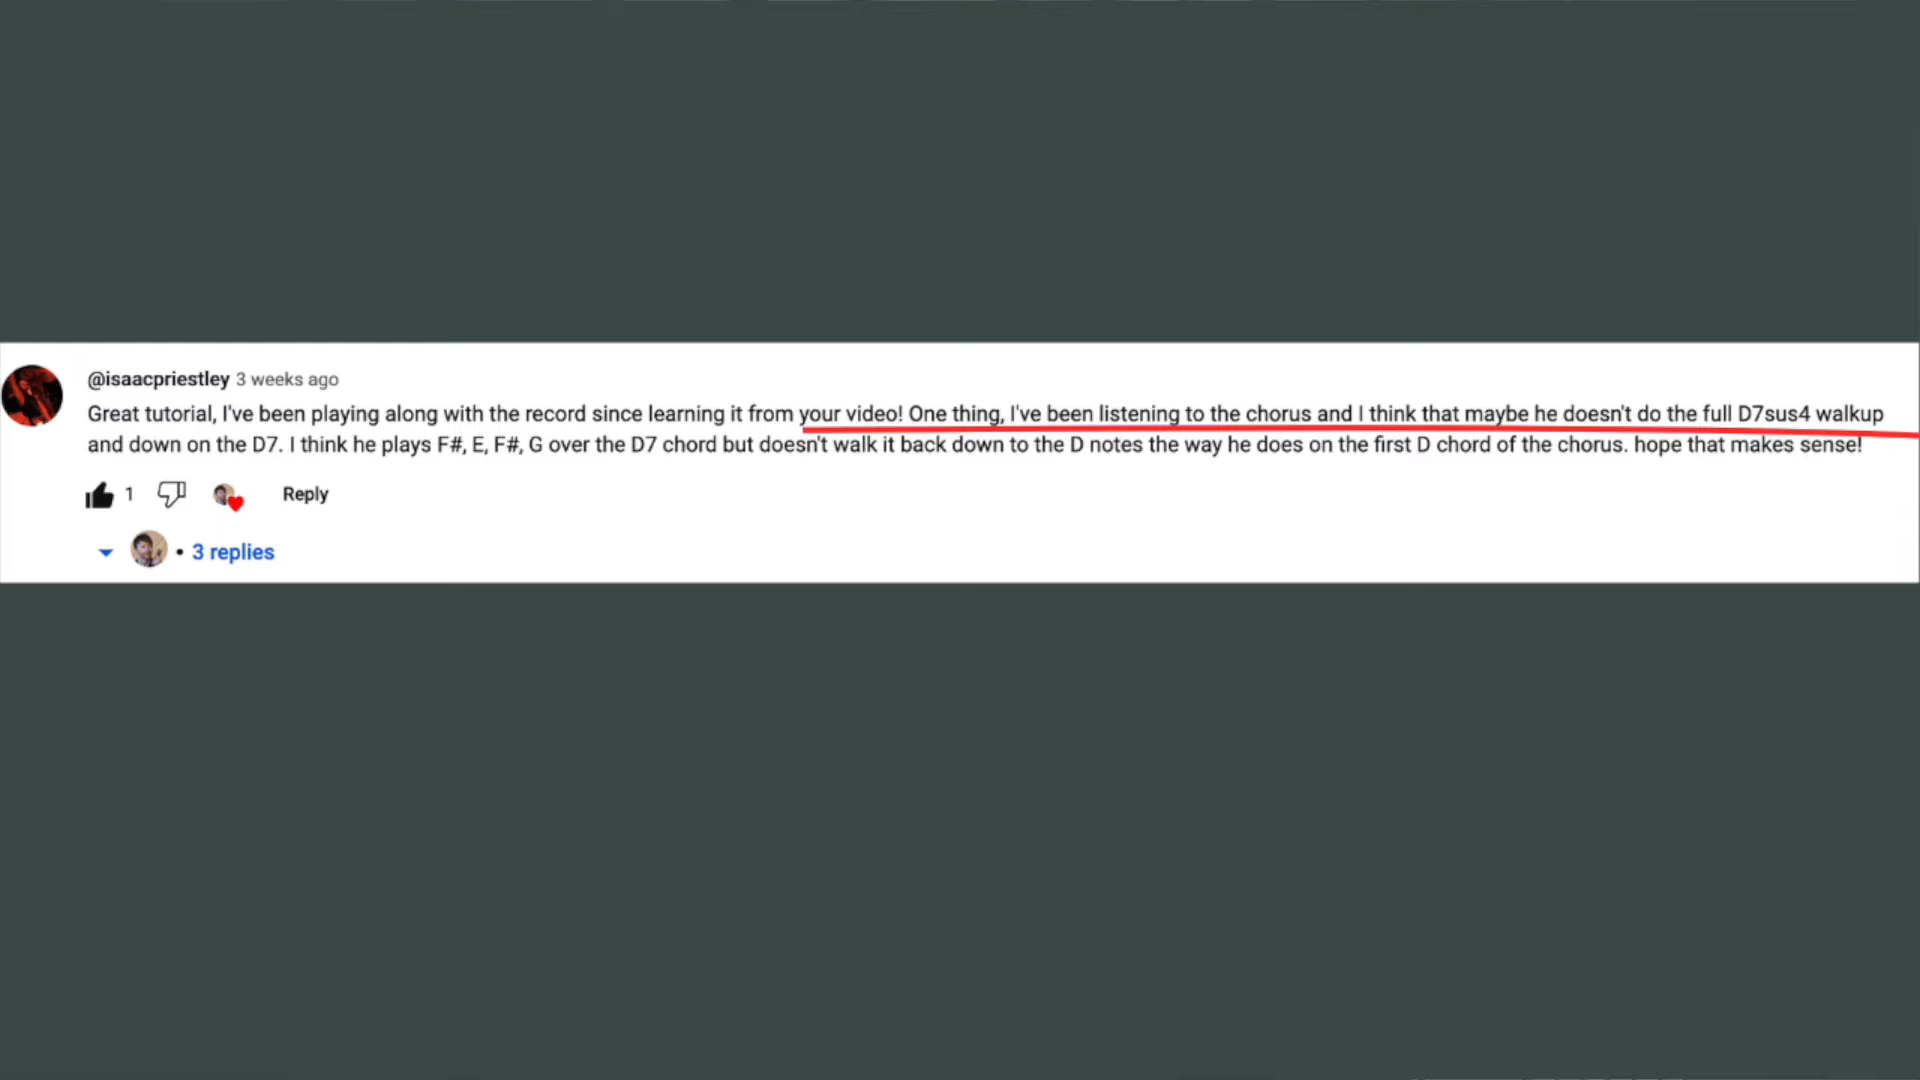 @isaacpriestley 3 weeks ago
Great tutorial, I've been playing along with the record since learning it from your video! One thing, I've been listening to the chorus and I think that maybe he doesn't do the full D7sus4 walkup
and down on the D7. I think he plays F#, E, F#, G over the D7 chord but doesn't walk it back down to the D notes the way he does on the first D chord of the chorus. hope that makes sense!
1 Reply
• 3 replies